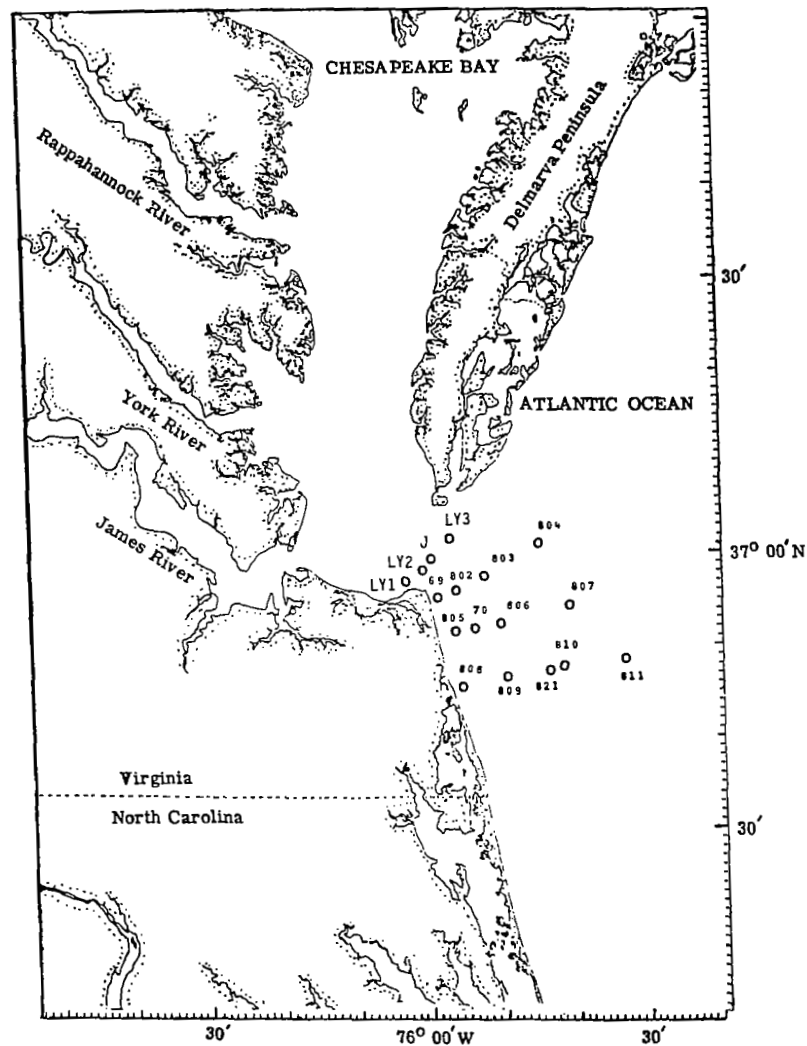 CHESAPEAKE BAY
Delmarva Peninsula
Rappahannock River
30'
York River
ATLANTIC OCEAN
James River
LY3
804
J
37° 00' N
LY2
803
LY1
69
802
807
805
70
806
810
808
809
821
811
Virginia
North Carolina
30'
30'
76° 00' W
30'